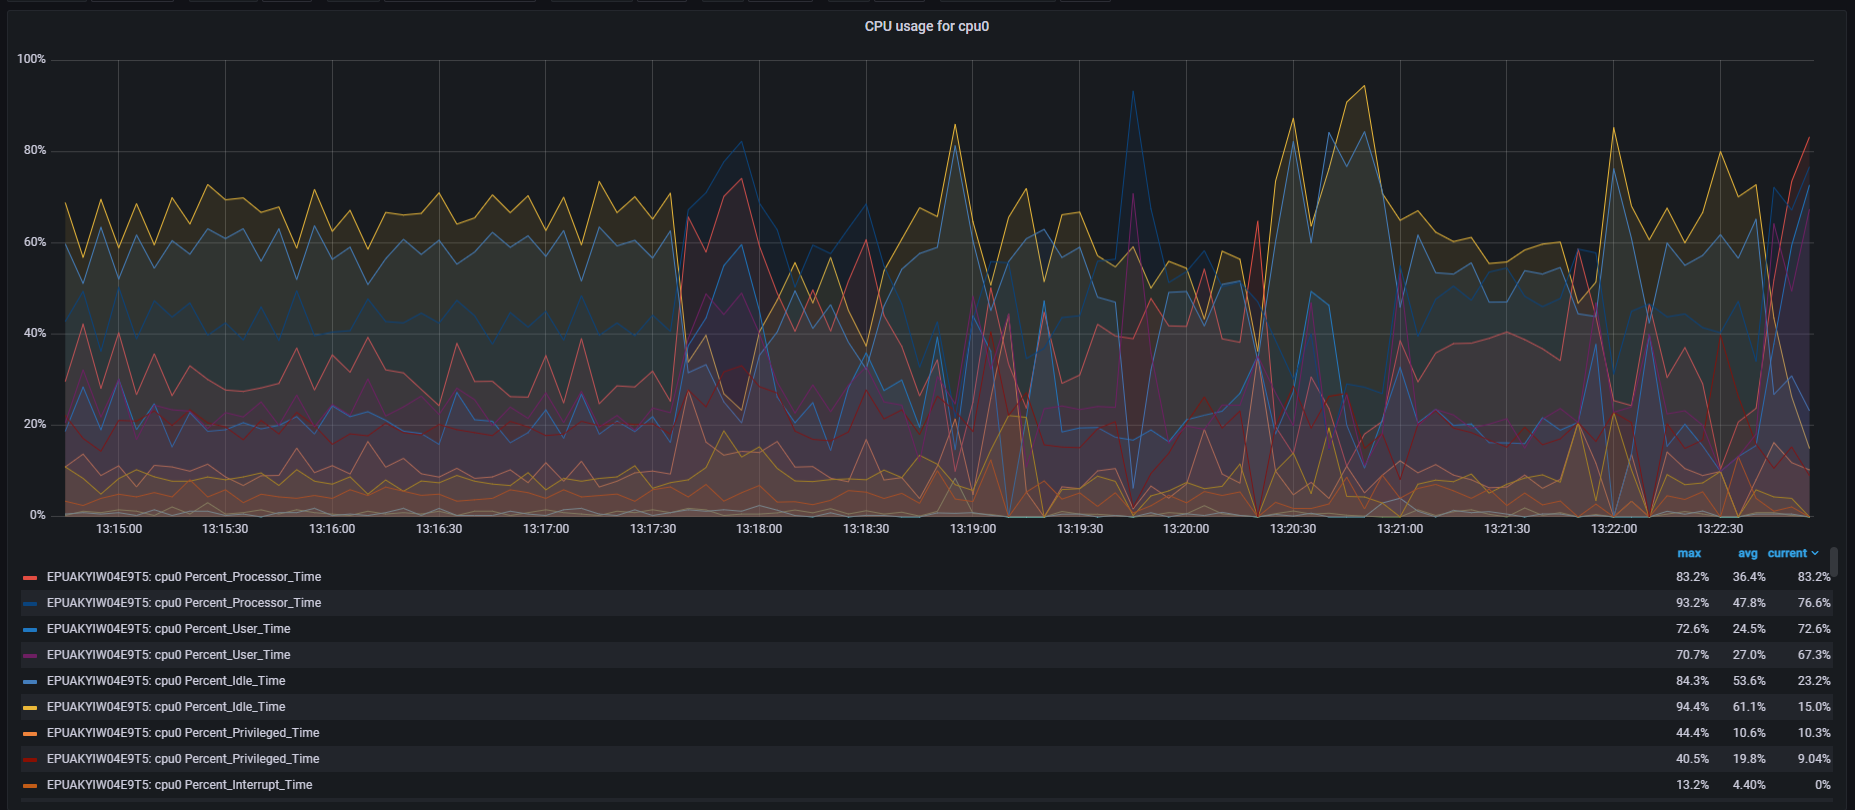 CPU usage for cpu0
100%
80%
60%
40%
20%
0%
13:15:00 13:15:30 13:16:00 13:16:30 13:17:00 13:17:30 13:18:00 13:18:30 13:19:00 13:19:30 13:20:00 13:20:30 13:21:00 13:21:30 13:22:00 13:22:30
max avg current
EPUAKYIW04E9T5: cpu0 Percent_Processor_Time 83.2% 36.4% 83.2%
EPUAKYIW04E9T5: cpu0 Percent_Processor_Time 93.2% 47.8% 76.6%
EPUAKYIW04E9T5: cpu0 Percent_User_Time 72.6% 24.5% 72.6%
EPUAKYIW04E9T5: cpu0 Percent_User_Time 70.7% 27.0% 67.3%
EPUAKYIW04E9T5: cpu0 Percent_Idle_Time 84.3% 53.6% 23.2%
EPUAKYIW04E9T5: cpu0 Percent_Idle_Time 94.4% 61.1% 15.0%
EPUAKYIW04E9T5: cpu0 Percent_Privileged_Time 44.4% 10.6% 10.3%
EPUAKYIW04E9T5: cpu0 Percent_Privileged_Time 40.5% 19.8% 9.04%
EPUAKYIW04E9T5: cpu0 Percent_Interrupt_Time 13.2% 4.40% 0%